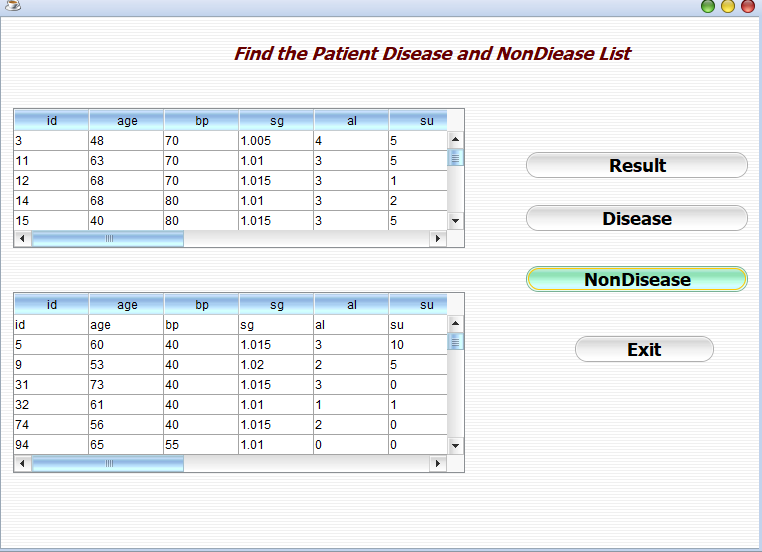 Find the Patient Disease and NonDiease List
id age bp sg al su
3 48 70 1.005 4 5
11 63 70 1.01 3 5
12 68 70 1.015 3 1
14 68 80 1.01 3 2
15 40 80 1.015 3 5
Result
Disease
NonDisease
Exit
id age bp sg al su
id age bp sg al su
5 60 40 1.015 3 10
9 53 40 1.02 2 5
31 73 40 1.015 3 0
32 61 40 1.01 1 1
74 56 40 1.015 2 0
94 65 55 1.01 0 0